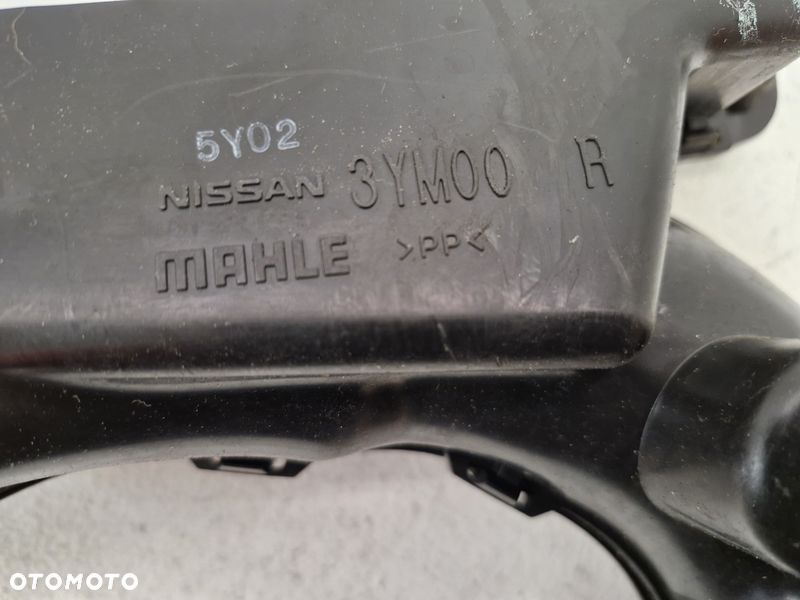 5Y02
NISSAN 3YM00 R
MAHLE >PP<
OTOMOTO